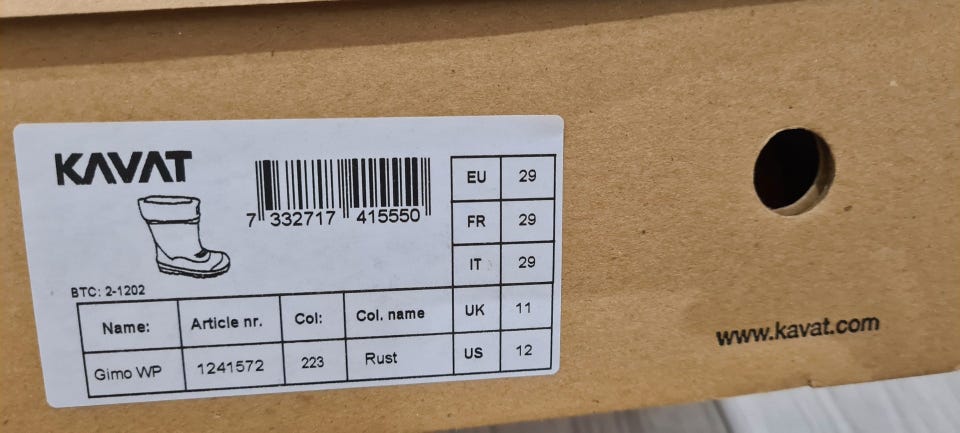 KAVAT
7 332717 415550
EU 29
FR 29
IT 29
UK 11
US 12
BTC: 2-1202
Name: Article nr. Col: Col. name
Gimo WP 1241572 223 Rust
www.kavat.com